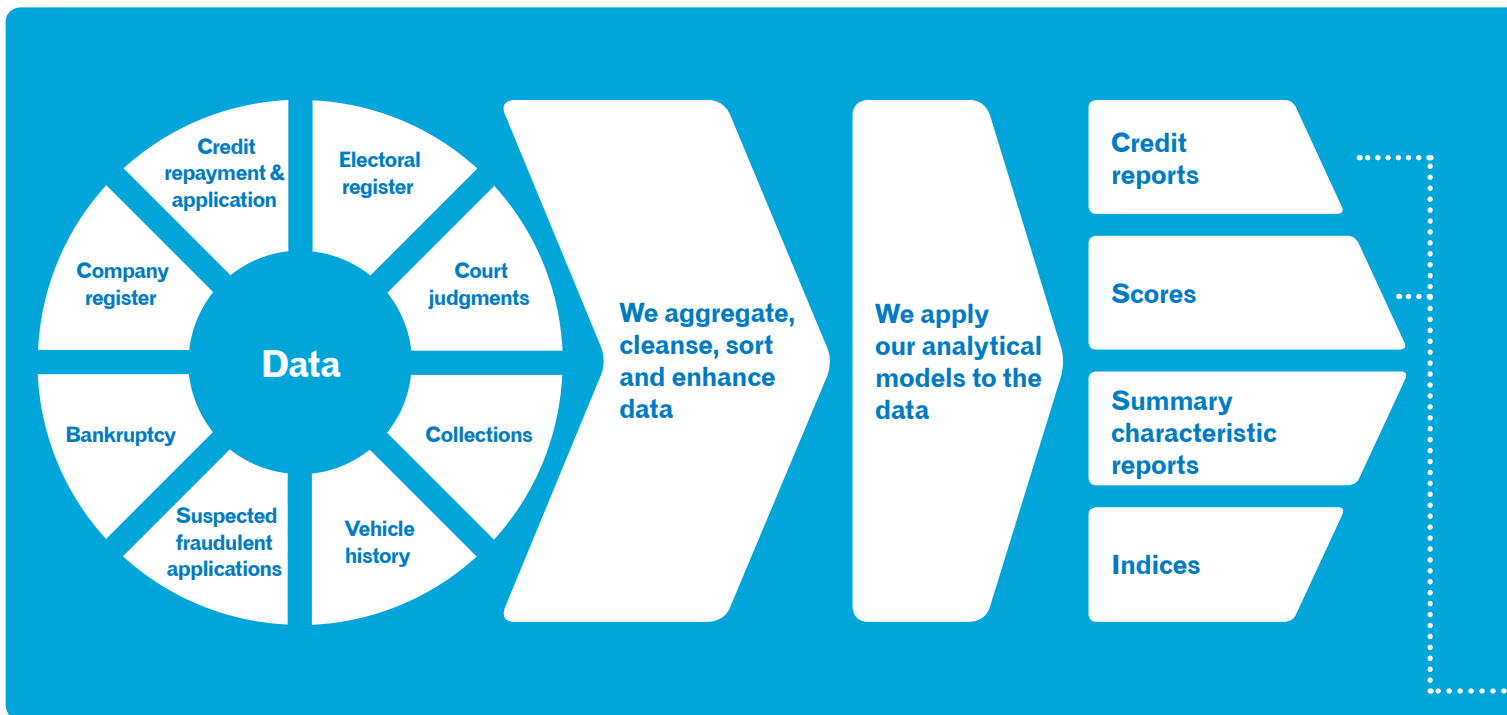 Credit
repayment &
application
Electoral
register
Court
judgments
Collections
Vehicle
history
Suspected
fraudulent
applications
Bankruptcy
Company
register
Data
We aggregate,
cleanse, sort
and enhance
data
We apply
our analytical
models to the
data
Credit
reports
Scores
Summary
characteristic
reports
Indices